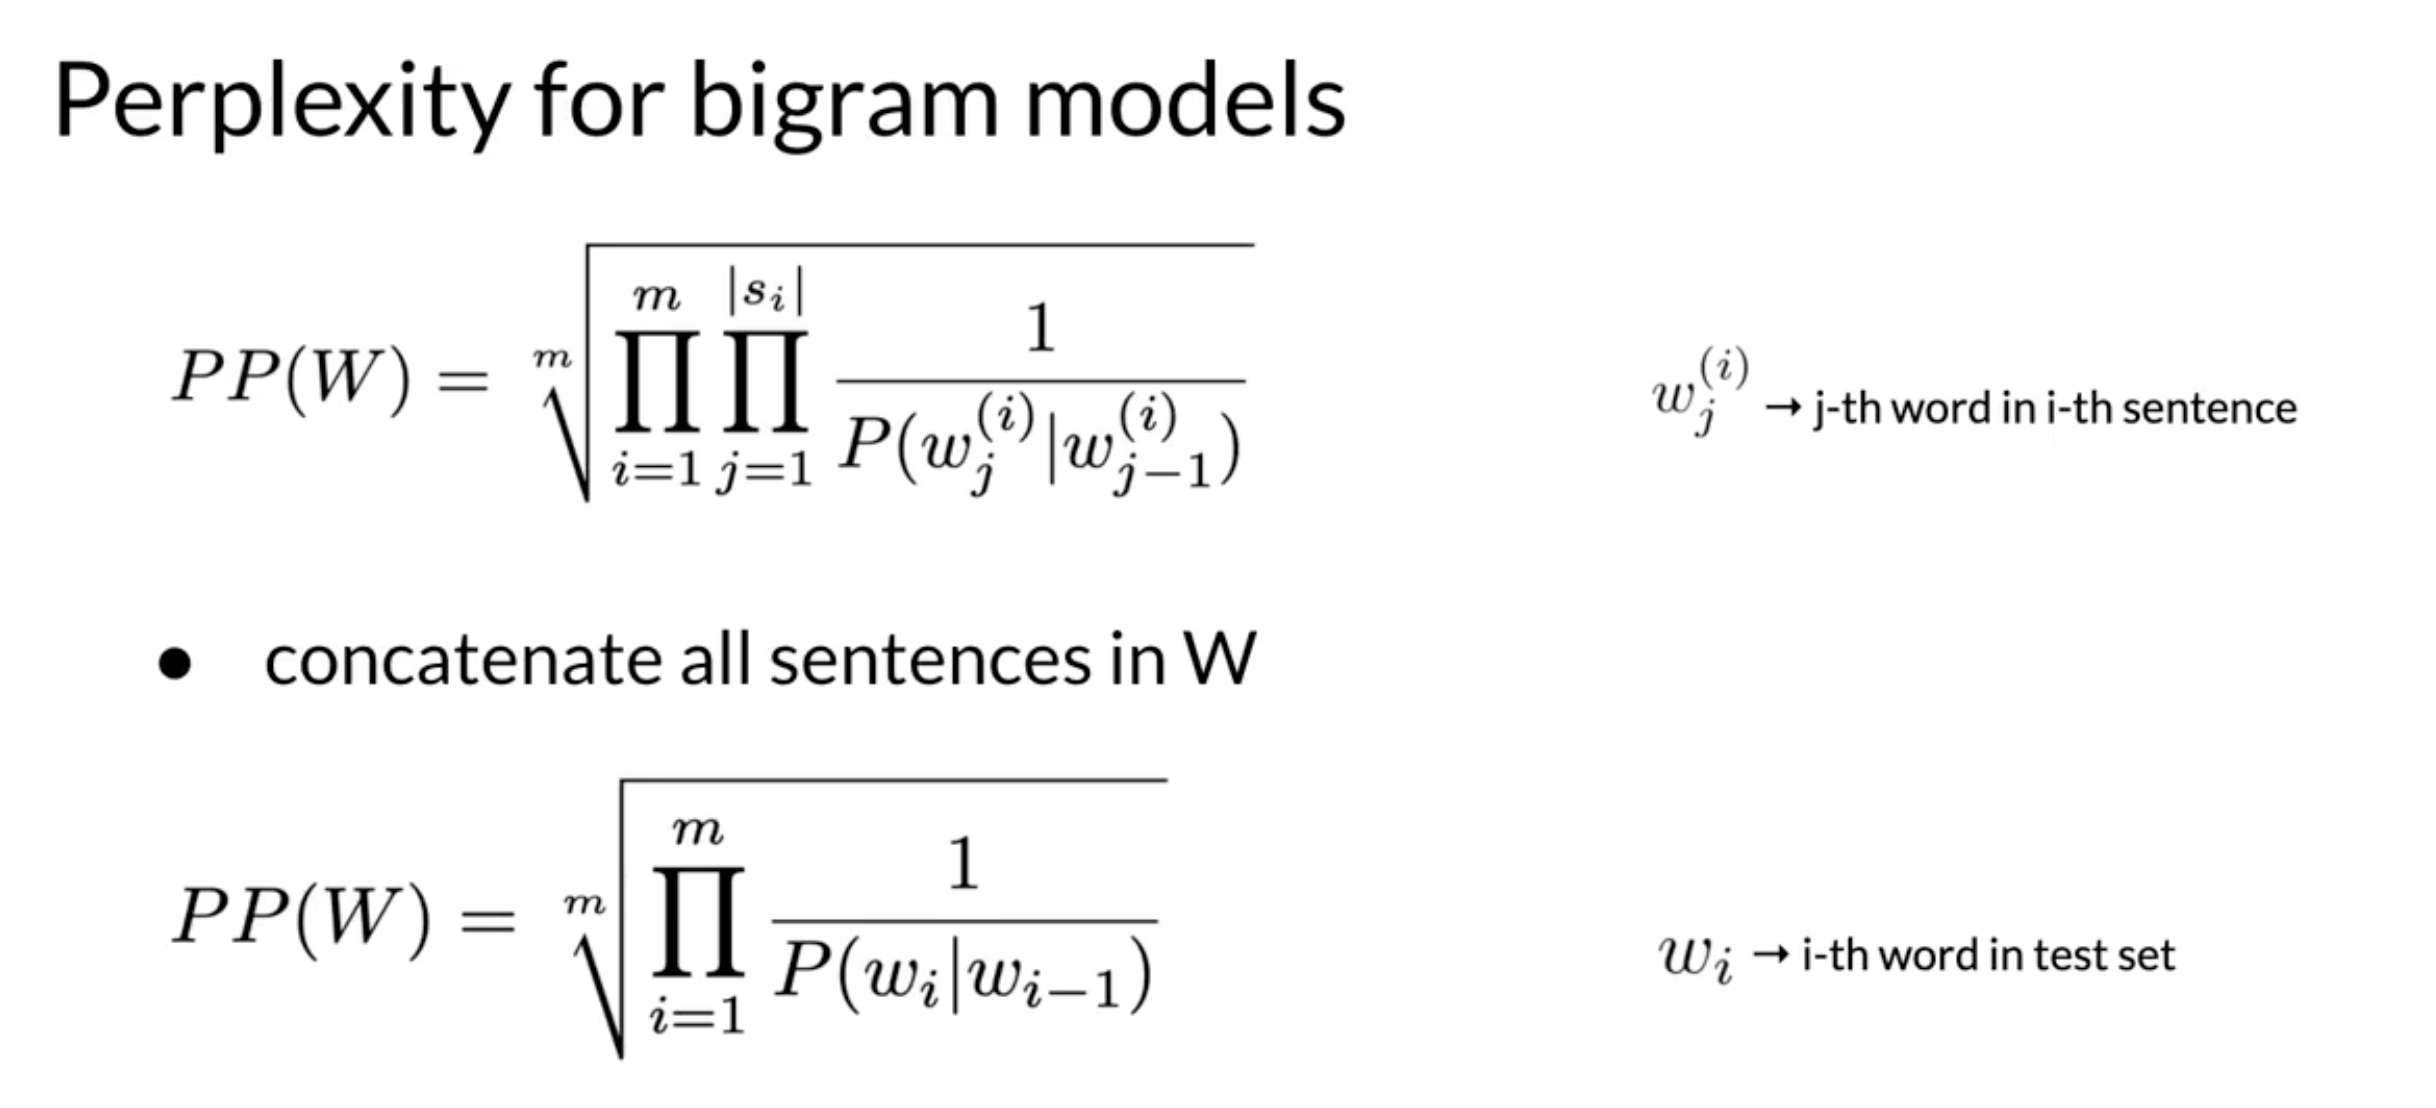 Perplexity for bigram models
$PP(W) = \sqrt[m]{\prod_{i=1}^{m} \prod_{j=1}^{|s_i|} \frac{1}{P(w_j^{(i)}|w_{j-1}^{(i)})}}$ $w_j^{(i)}$ → j-th word in i-th sentence
● concatenate all sentences in W
$PP(W) = \sqrt[m]{\prod_{i=1}^{m} \frac{1}{P(w_i|w_{i-1})}}$ $w_i$ → i-th word in test set